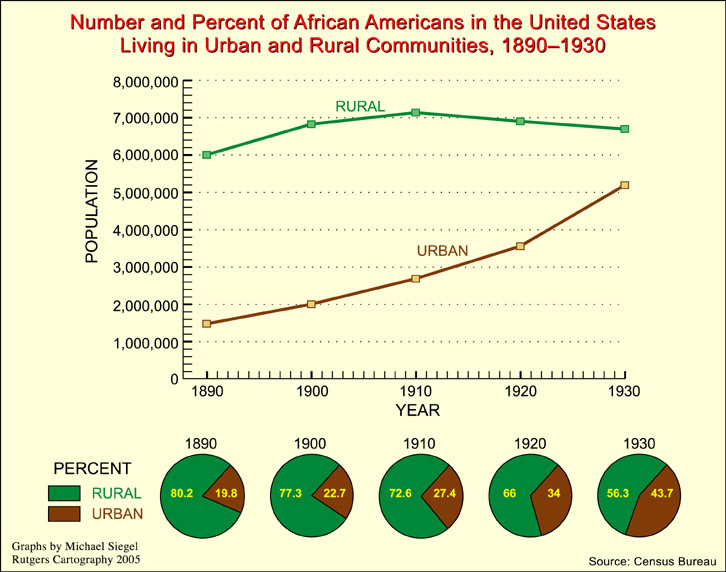 Number and Percent of African Americans in the United States
Living in Urban and Rural Communities, 1890–1930
8,000,000
7,000,000
6,000,000
5,000,000
4,000,000
3,000,000
2,000,000
1,000,000
0
POPULATION
RURAL
URBAN
1890 1900 1910 1920 1930
YEAR
1890 1900 1910 1920 1930
PERCENT
RURAL
URBAN
80.2 19.8 77.3 22.7 72.6 27.4 66 34 56.3 43.7
Graphs by Michael Siegel
Rutgers Cartography 2005
Source: Census Bureau